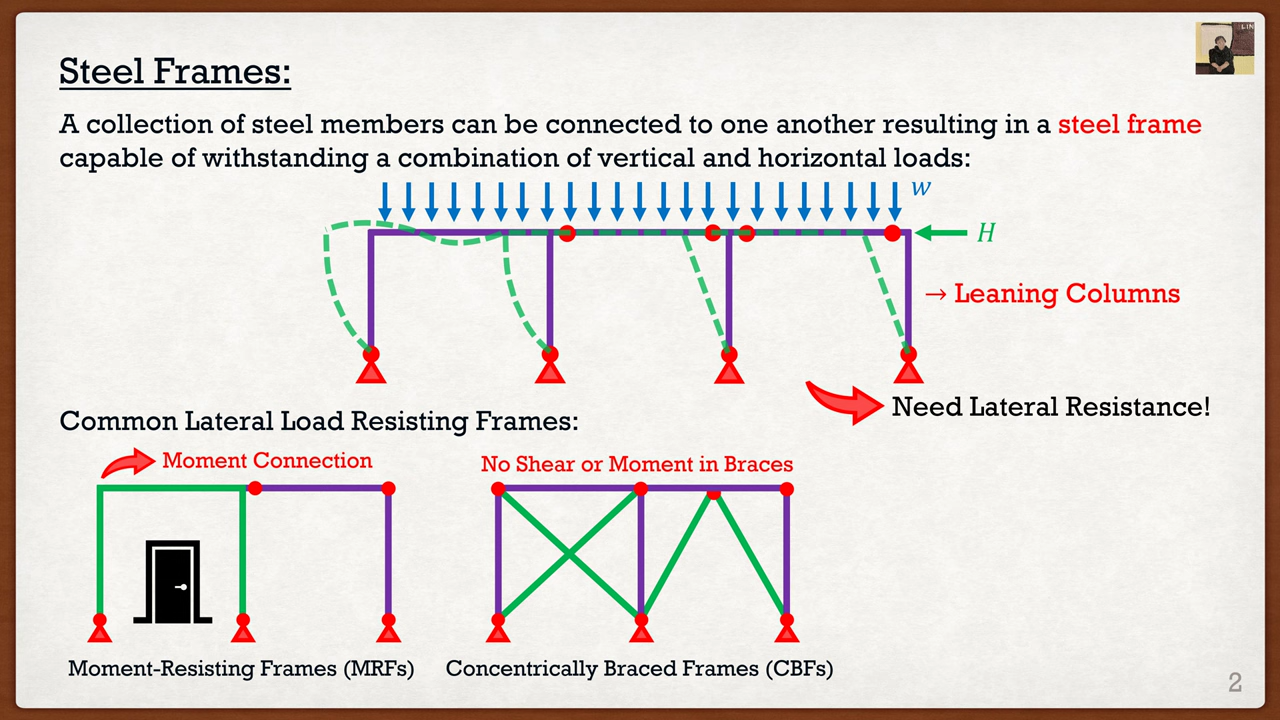 LIN
Steel Frames:
A collection of steel members can be connected to one another resulting in a steel frame
capable of withstanding a combination of vertical and horizontal loads:
w
H
→ Leaning Columns
Need Lateral Resistance!
Common Lateral Load Resisting Frames:
Moment Connection
No Shear or Moment in Braces
Moment-Resisting Frames (MRFs)
Concentrically Braced Frames (CBFs)
2